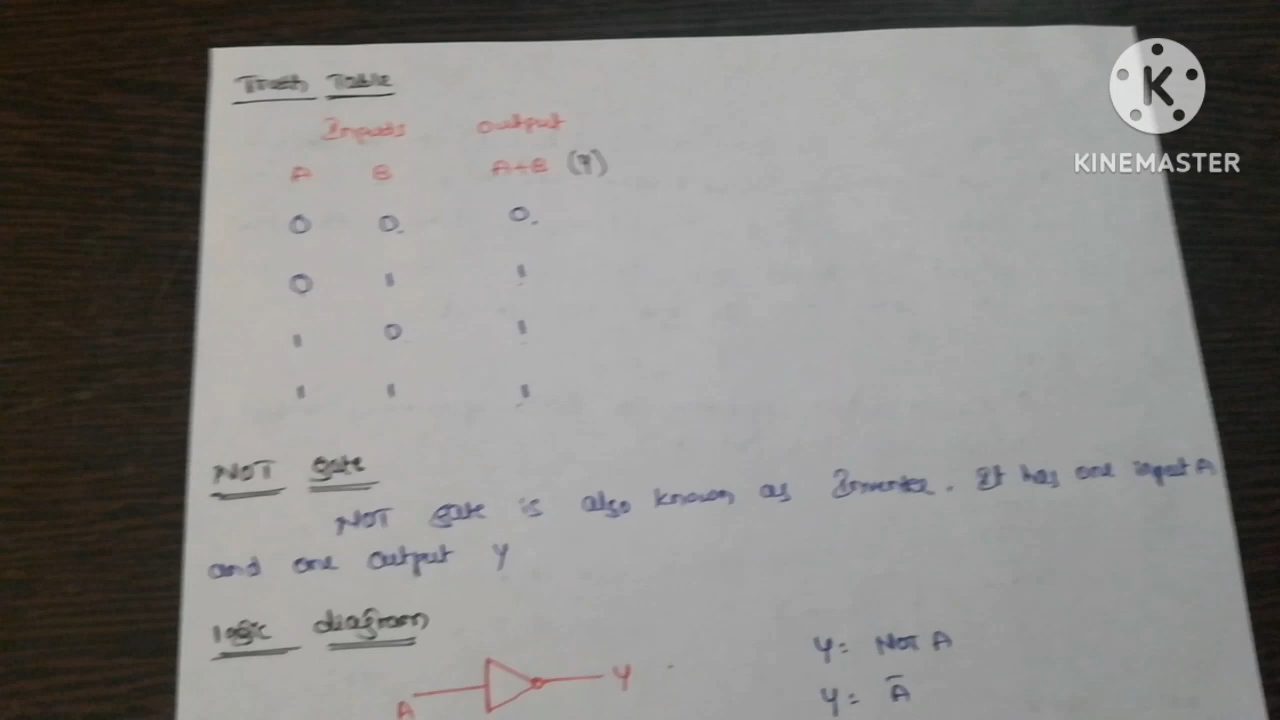 Truth Table
Inputs Output
A B A+B (Y)
0 0 0
0 1 1
1 0 1
1 1 1
KINEMASTER
NOT gate
NOT gate is also known as Inverter. It has one input A
and one output Y
logic diagram
A Y
Y = NOT A
Y = A̅